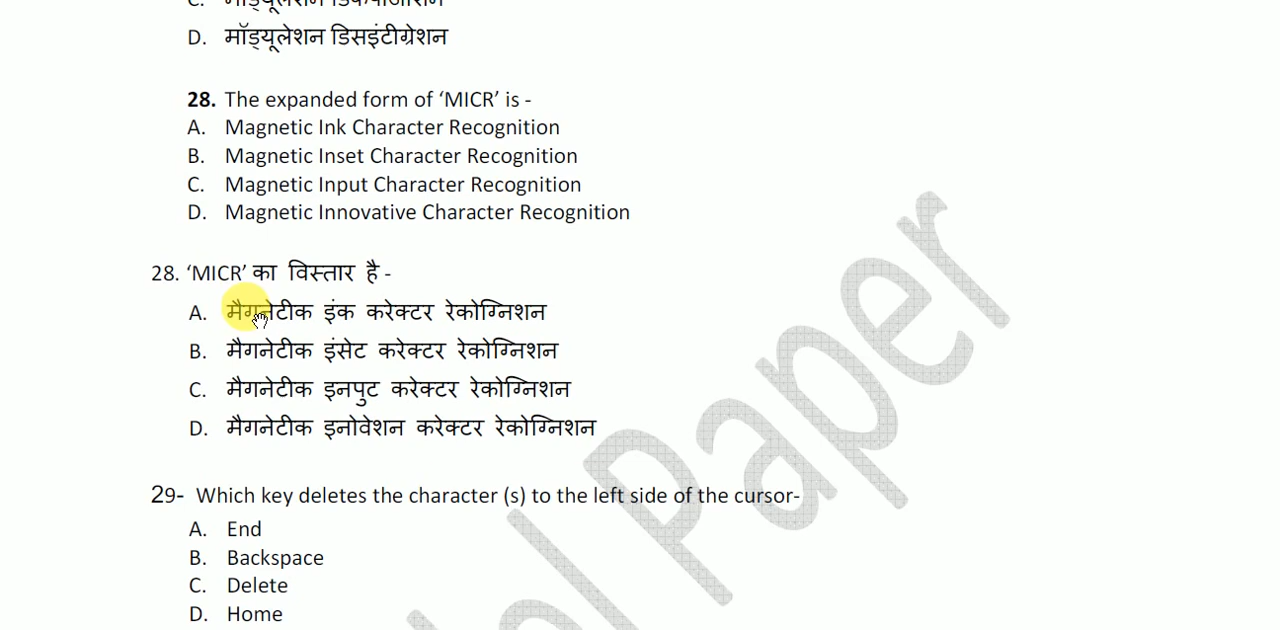 D. मॉड्यूलेशन डिसइंटीग्रेशन
28. The expanded form of ‘MICR’ is -
A. Magnetic Ink Character Recognition
B. Magnetic Inset Character Recognition
C. Magnetic Input Character Recognition
D. Magnetic Innovative Character Recognition
28. ‘MICR’ का विस्तार है -
A. मैगनेटीक इंक करेक्टर रेकोग्निशन
B. मैगनेटीक इंसेट करेक्टर रेकोग्निशन
C. मैगनेटीक इनपुट करेक्टर रेकोग्निशन
D. मैगनेटीक इनोवेशन करेक्टर रेकोग्निशन
29- Which key deletes the character (s) to the left side of the cursor-
A. End
B. Backspace
C. Delete
D. Home
Paper